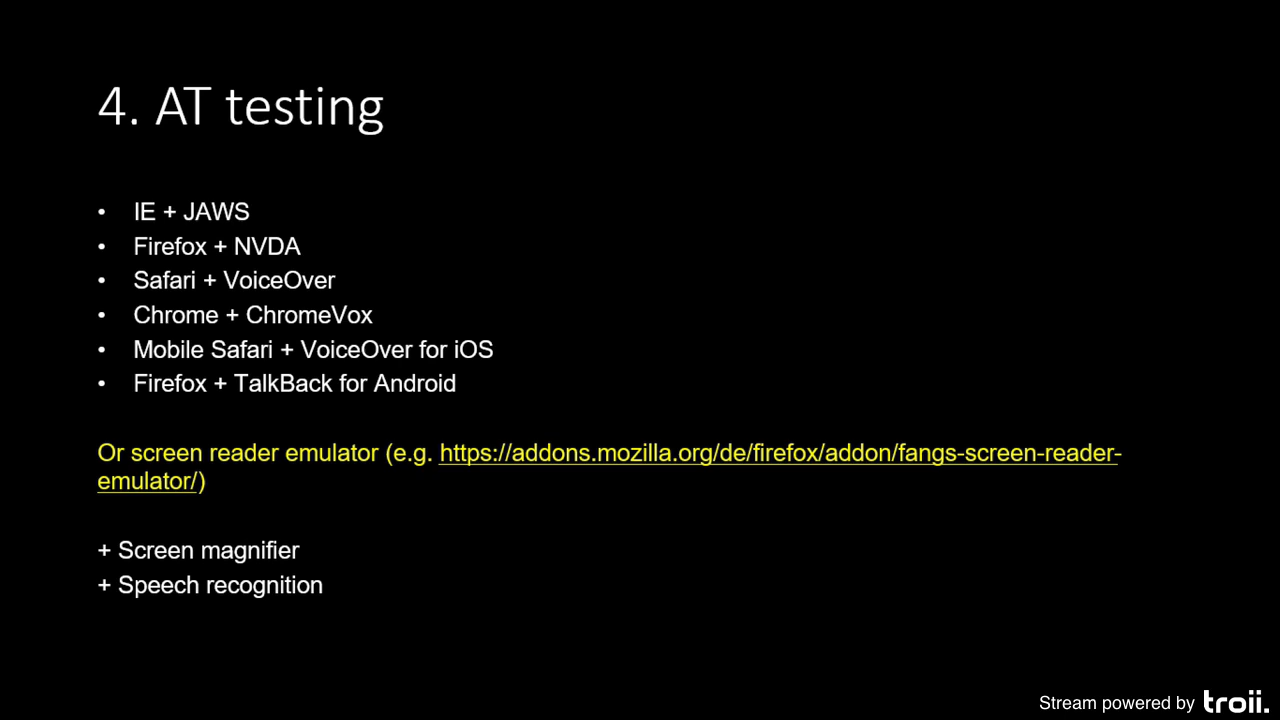 4. AT testing
• IE + JAWS
• Firefox + NVDA
• Safari + VoiceOver
• Chrome + ChromeVox
• Mobile Safari + VoiceOver for iOS
• Firefox + TalkBack for Android
Or screen reader emulator (e.g. https://addons.mozilla.org/de/firefox/addon/fangs-screen-reader-
emulator/)
+ Screen magnifier
+ Speech recognition
Stream powered by troii.